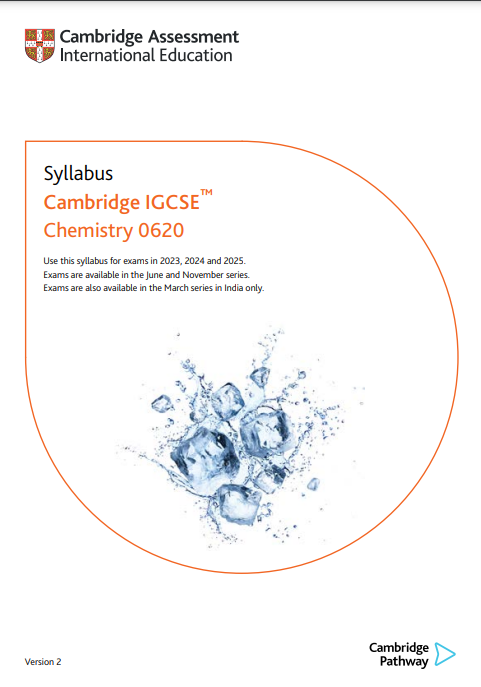 Cambridge Assessment
International Education
Syllabus
Cambridge IGCSE™
Chemistry 0620
Use this syllabus for exams in 2023, 2024 and 2025.
Exams are available in the June and November series.
Exams are also available in the March series in India only.
Version 2
Cambridge
Pathway